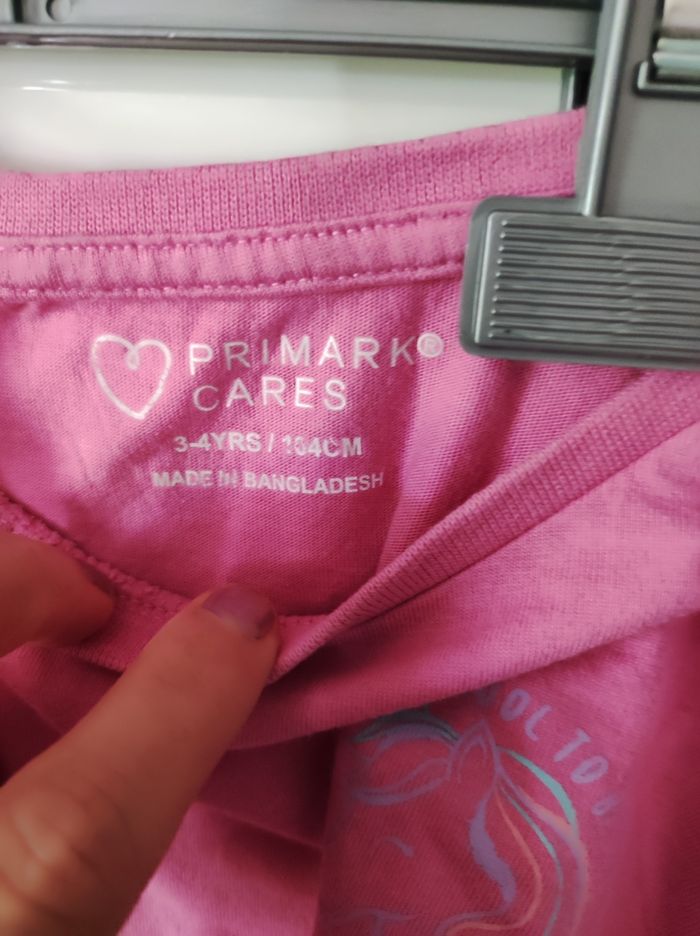 PRIMARK®
CARES
3-4YRS / 104CM
MADE IN BANGLADESH